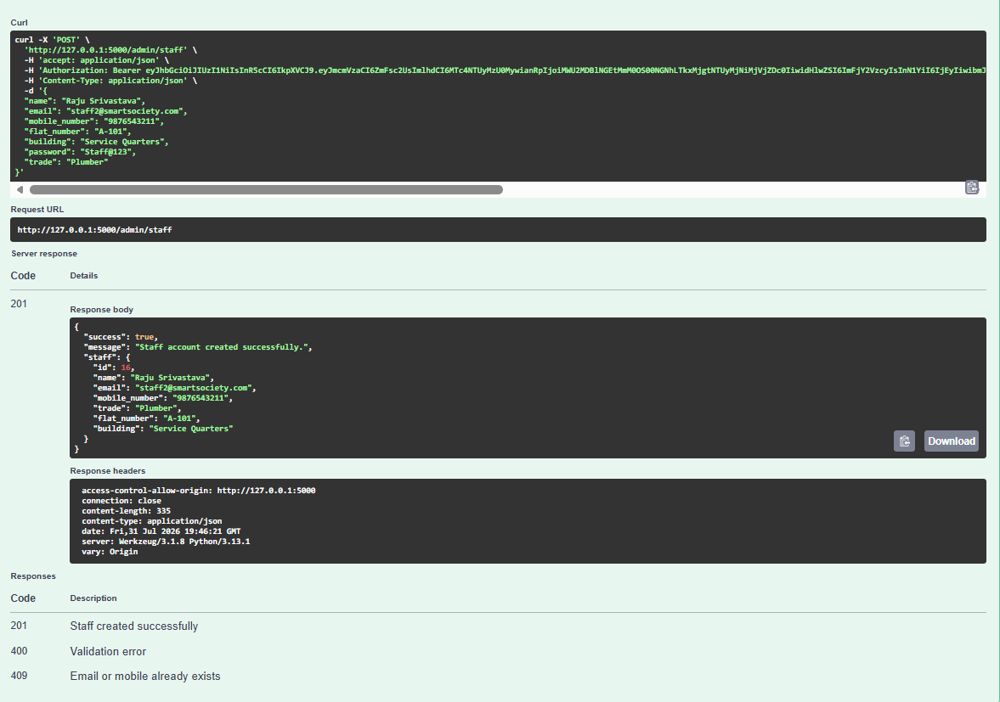 Curl
curl -X 'POST' \
'http://127.0.0.1:5000/admin/staff' \
-H 'accept: application/json' \
-H 'Authorization: Bearer eyJhbGciOiJIUzI1NiIsInR5cCI6IkpXVCJ9.eyJmcmVzaCI6ZmFsc2UsImlhdCI6MTc4NTUyMzU0MywianRpIjoiMWU2MDBlNGEtMmM0OS00NGNhLTkxMjgtNTUyMjNiMjVjZDc0IiwidHlwZSI6ImFjY2VzcyIsInN1YiI6IjEyIiwibmJ
-H 'Content-Type: application/json' \
-d '{
"name": "Raju Srivastava",
"email": "staff2@smartsociety.com",
"mobile_number": "9876543211",
"flat_number": "A-101",
"building": "Service Quarters",
"password": "Staff@123",
"trade": "Plumber"
}'
Request URL
http://127.0.0.1:5000/admin/staff
Server response
Code Details
201
Response body
{
"success": true,
"message": "Staff account created successfully.",
"staff": {
"id": 16,
"name": "Raju Srivastava",
"email": "staff2@smartsociety.com",
"mobile_number": "9876543211",
"trade": "Plumber",
"flat_number": "A-101",
"building": "Service Quarters"
}
}
Download
Response headers
access-control-allow-origin: http://127.0.0.1:5000
connection: close
content-length: 335
content-type: application/json
date: Fri,31 Jul 2026 19:46:21 GMT
server: Werkzeug/3.1.8 Python/3.13.1
vary: Origin
Responses
Code Description
201 Staff created successfully
400 Validation error
409 Email or mobile already exists